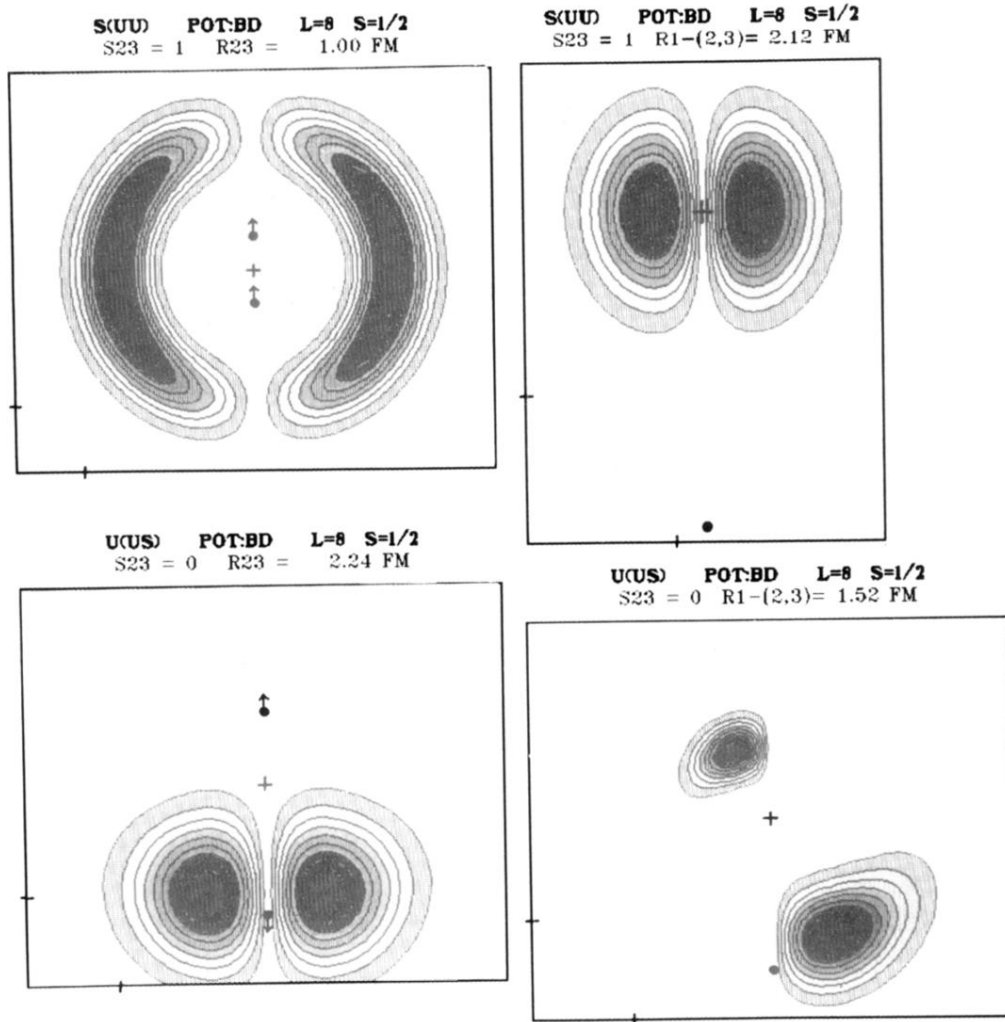 S(UU) POT:BD L=8 S=1/2
S23 = 1 R23 = 1.00 FM
S(UU) POT:BD L=8 S=1/2
S23 = 1 R1-(2,3)= 2.12 FM
U(US) POT:BD L=8 S=1/2
S23 = 0 R23 = 2.24 FM
U(US) POT:BD L=8 S=1/2
S23 = 0 R1-(2,3)= 1.52 FM